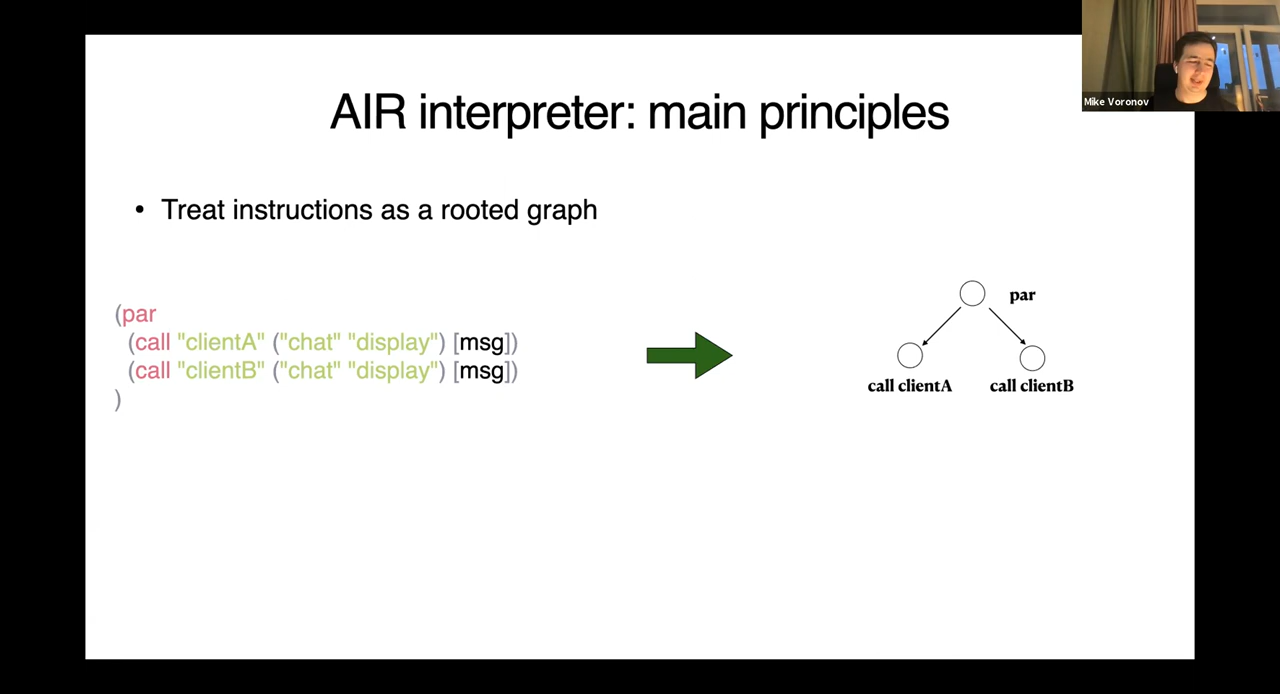 AIR interpreter: main principles
Mike Voronov
• Treat instructions as a rooted graph
(par
(call "clientA" ("chat" "display") [msg])
(call "clientB" ("chat" "display") [msg])
)
par
call clientA
call clientB